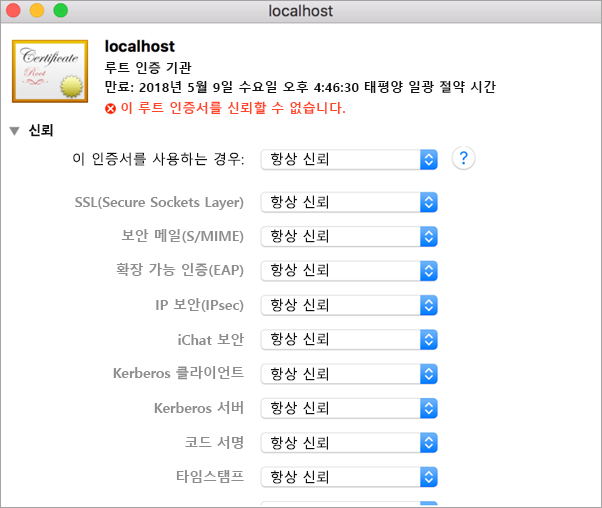 localhost
Certificate
Root
localhost
루트 인증 기관
만료: 2018년 5월 9일 수요일 오후 4:46:30 태평양 일광 절약 시간
이 루트 인증서를 신뢰할 수 없습니다.
신뢰
이 인증서를 사용하는 경우: 항상 신뢰 ?
SSL(Secure Sockets Layer) 항상 신뢰
보안 메일(S/MIME) 항상 신뢰
확장 가능 인증(EAP) 항상 신뢰
IP 보안(IPsec) 항상 신뢰
iChat 보안 항상 신뢰
Kerberos 클라이언트 항상 신뢰
Kerberos 서버 항상 신뢰
코드 서명 항상 신뢰
타임스탬프 항상 신뢰